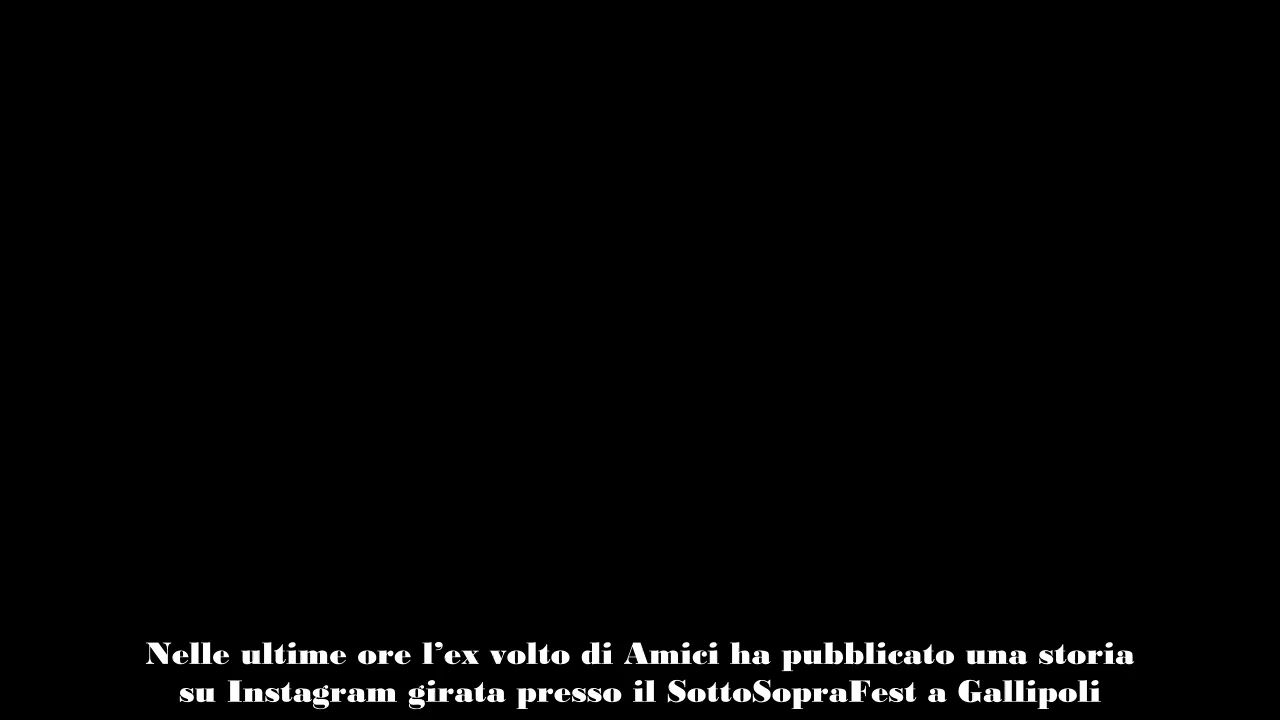 Nelle ultime ore l'ex volto di Amici ha pubblicato una storia
su Instagram girata presso il SottoSopraFest a Gallipoli